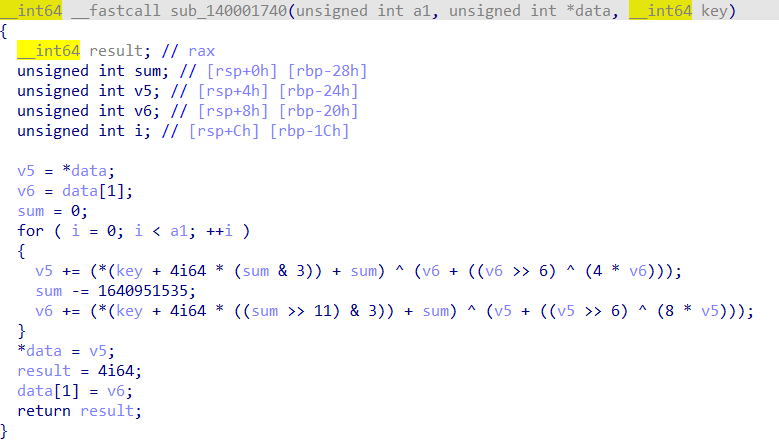 __int64 __fastcall sub_140001740(unsigned int a1, unsigned int *data, __int64 key)
{
  __int64 result; // rax
  unsigned int sum; // [rsp+0h] [rbp-28h]
  unsigned int v5; // [rsp+4h] [rbp-24h]
  unsigned int v6; // [rsp+8h] [rbp-20h]
  unsigned int i; // [rsp+Ch] [rbp-1Ch]

  v5 = *data;
  v6 = data[1];
  sum = 0;
  for ( i = 0; i < a1; ++i )
  {
    v5 += (*(key + 4i64 * (sum & 3)) + sum) ^ (v6 + ((v6 >> 6) ^ (4 * v6)));
    sum -= 1640951535;
    v6 += (*(key + 4i64 * ((sum >> 11) & 3)) + sum) ^ (v5 + ((v5 >> 6) ^ (8 * v5)));
  }
  *data = v5;
  result = 4i64;
  data[1] = v6;
  return result;
}